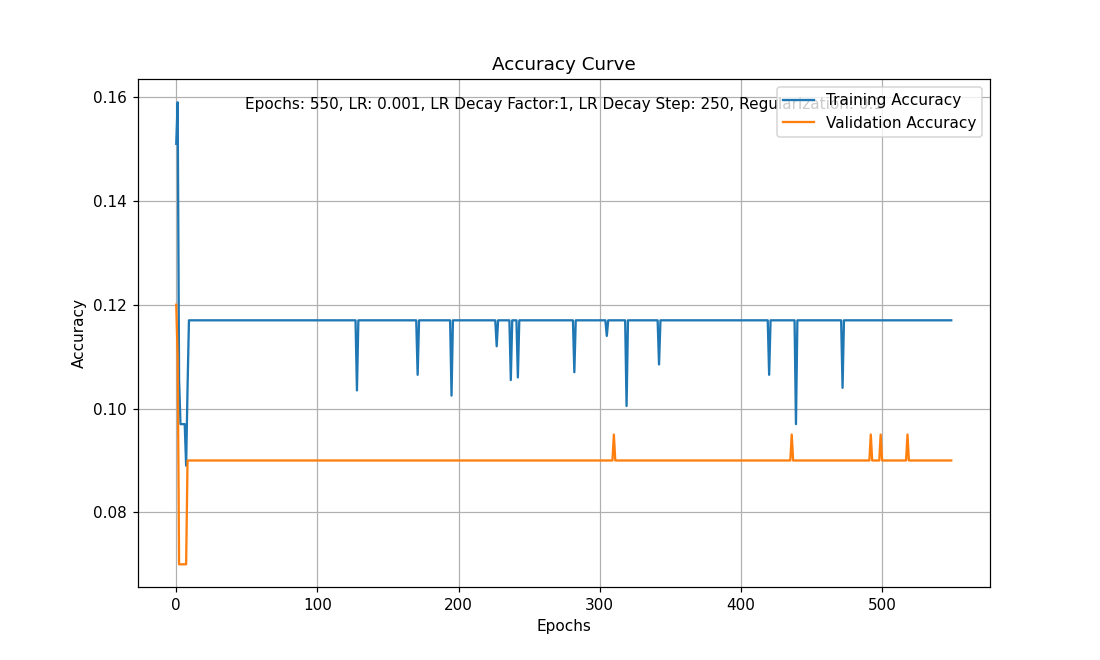 Accuracy Curve
Epochs: 550, LR: 0.001, LR Decay Factor:1, LR Decay Step: 250, Regularization:
Training Accuracy
Validation Accuracy
0.16
0.14
0.12
0.10
0.08
Accuracy
0 100 200 300 400 500
Epochs